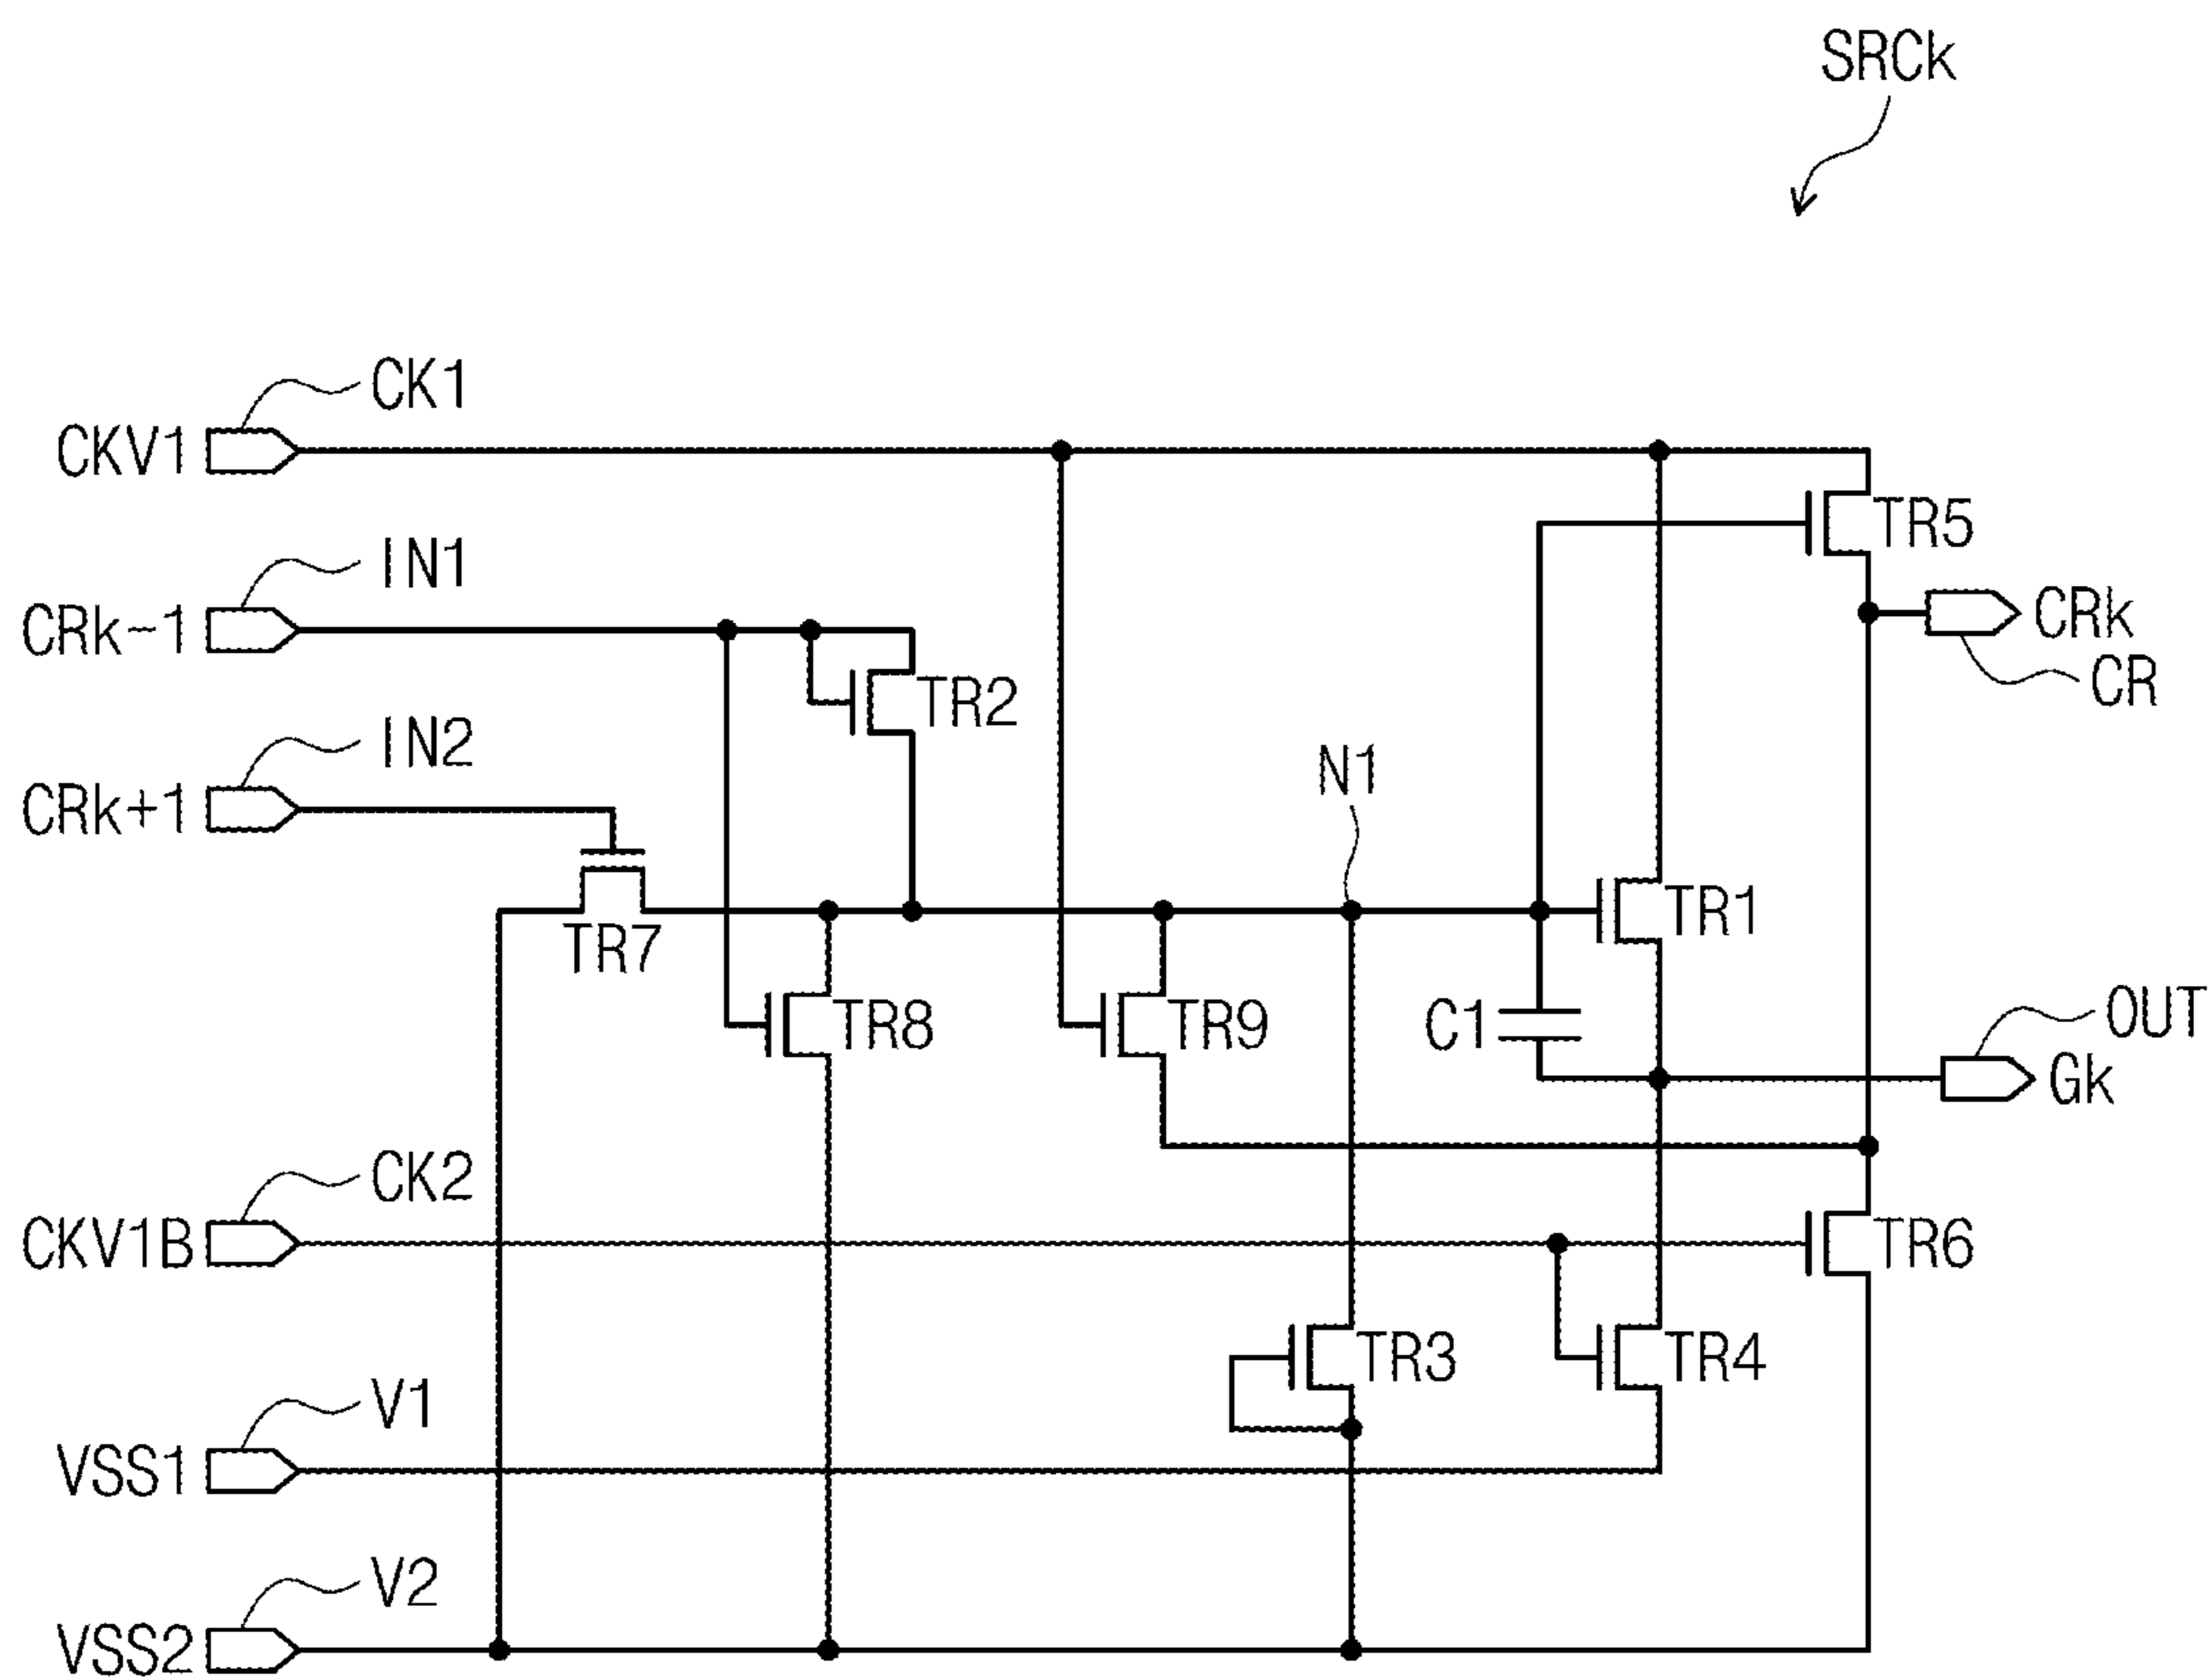 SRCk
CK1
CKV1
TR5
IN1
CRk-1
CRk
CR
TR2
IN2
CRk+1
N1
TR1
TR7
TR8
TR9
C1
OUT
Gk
CK2
CKV1B
TR6
TR3
TR4
V1
VSS1
V2
VSS2